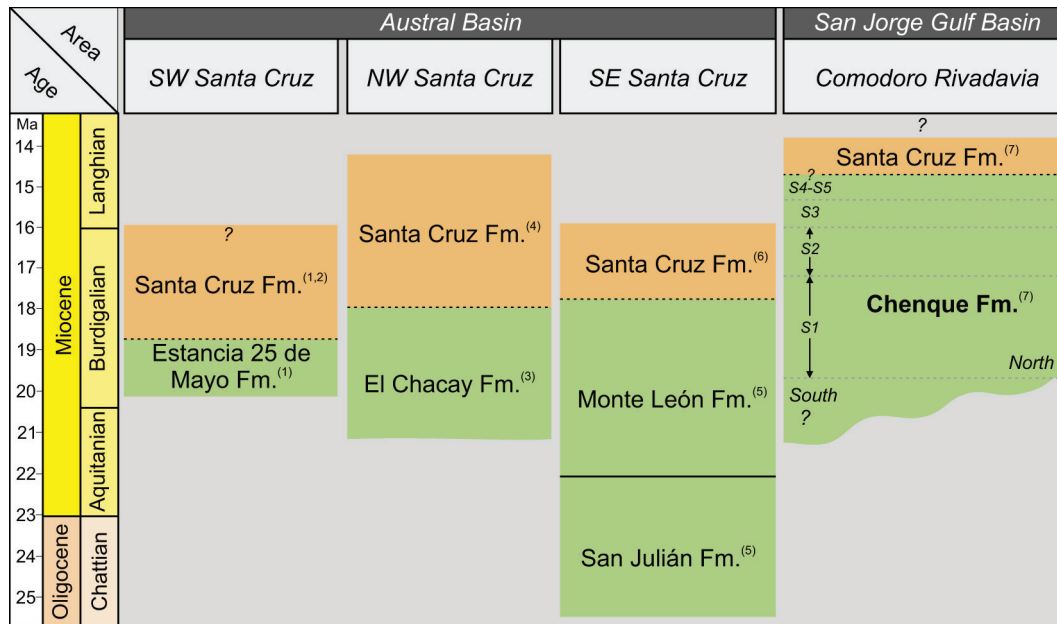 Area
Age
Austral Basin
San Jorge Gulf Basin
SW Santa Cruz
NW Santa Cruz
SE Santa Cruz
Comodoro Rivadavia
Ma
14
15
16
17
18
19
20
21
22
23
24
25
Miocene
Oligocene
Langhian
Burdigalian
Aquitanian
Chattian
?
Santa Cruz Fm.(1,2)
Estancia 25 de
Mayo Fm.(1)
Santa Cruz Fm.(4)
El Chacay Fm.(3)
Santa Cruz Fm.(6)
Monte León Fm.(5)
San Julián Fm.(5)
?
Santa Cruz Fm.(7)
?
S4-S5
S3
S2
S1
Chenque Fm.(7)
North
South
?